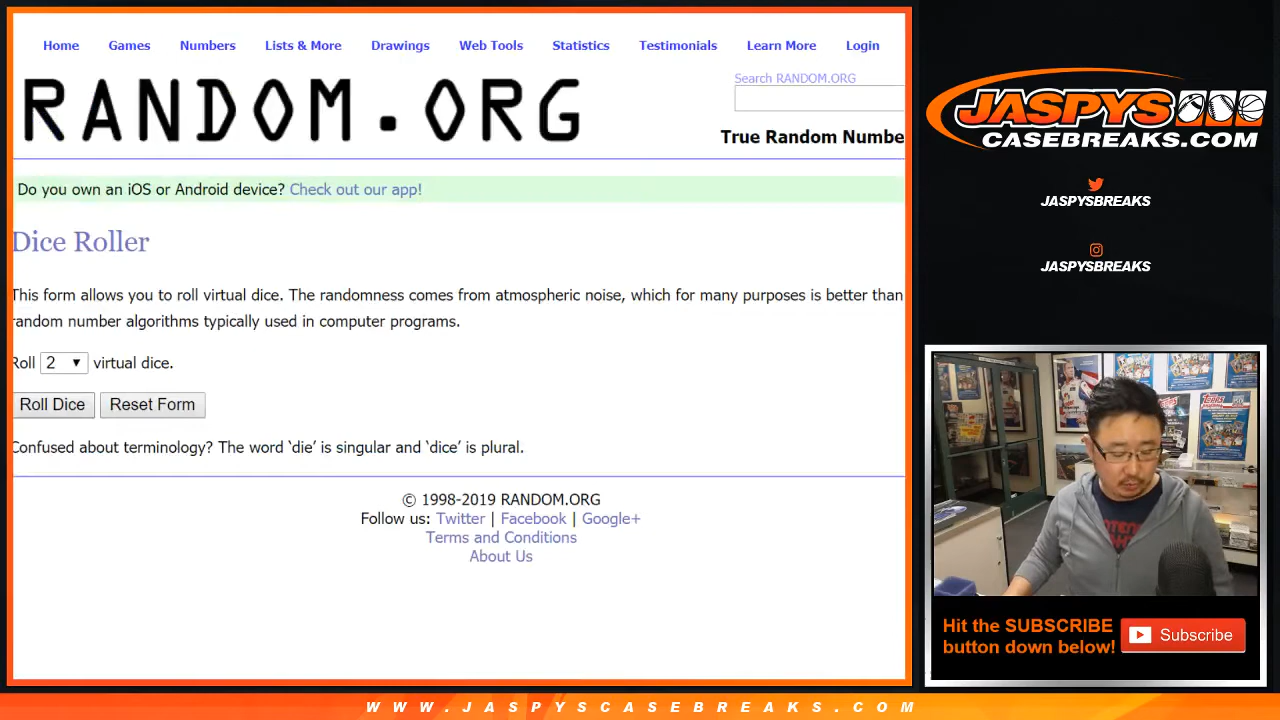 Home Games Numbers Lists & More Drawings Web Tools Statistics Testimonials Learn More Login
RANDOM.ORG
Search RANDOM.ORG
True Random Numbe
Do you own an iOS or Android device? Check out our app!
Dice Roller
This form allows you to roll virtual dice. The randomness comes from atmospheric noise, which for many purposes is better than
random number algorithms typically used in computer programs.
Roll 2 virtual dice.
Roll Dice Reset Form
Confused about terminology? The word ‘die’ is singular and ‘dice’ is plural.
© 1998-2019 RANDOM.ORG
Follow us: Twitter | Facebook | Google+
Terms and Conditions
About Us
JASPYS
CASEBREAKS.COM
JASPYSBREAKS
JASPYSBREAKS
Hit the SUBSCRIBE
button down below!
Subscribe
WWW.JASPYSCASEBREAKS.COM